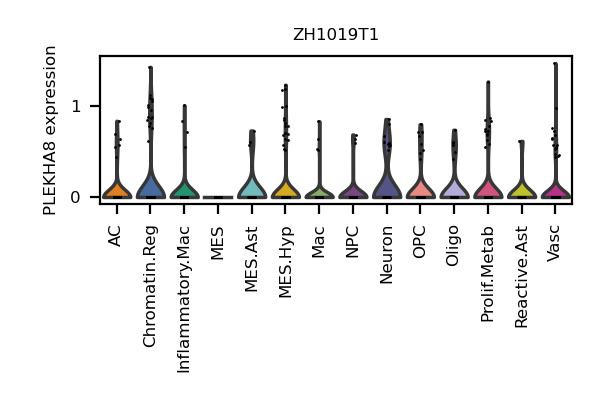 ZH1019T1
PLEKHA8 expression
1
0
AC
Chromatin.Reg
Inflammatory.Mac
MES
MES.Ast
MES.Hyp
Mac
NPC
Neuron
OPC
Oligo
Prolif.Metab
Reactive.Ast
Vasc